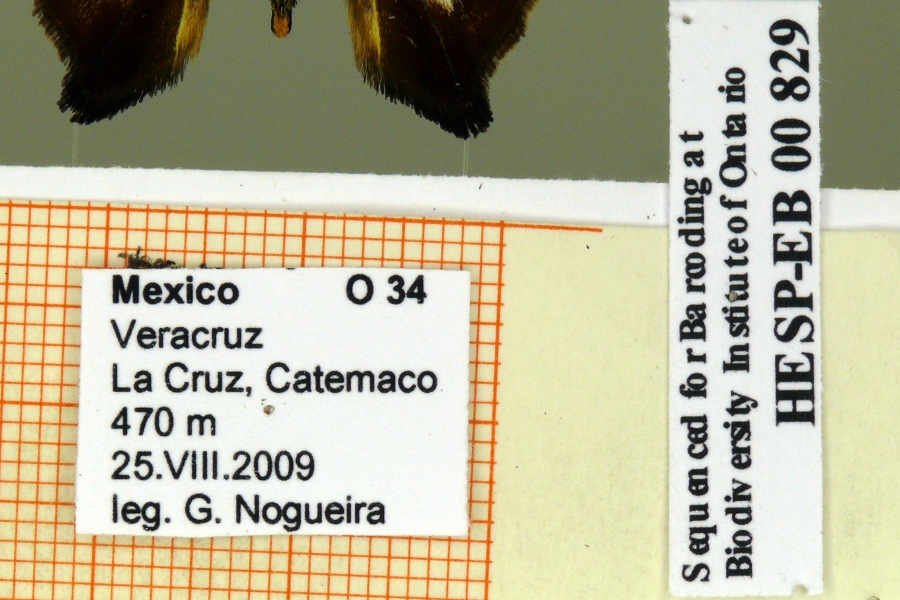 Mexico O 34
Veracruz
La Cruz, Catemaco
470 m
25.VIII.2009
leg. G. Nogueira
Sequenced for Barcoding at
Biodiversity Institute of Ontario
HESP-EB 00 829